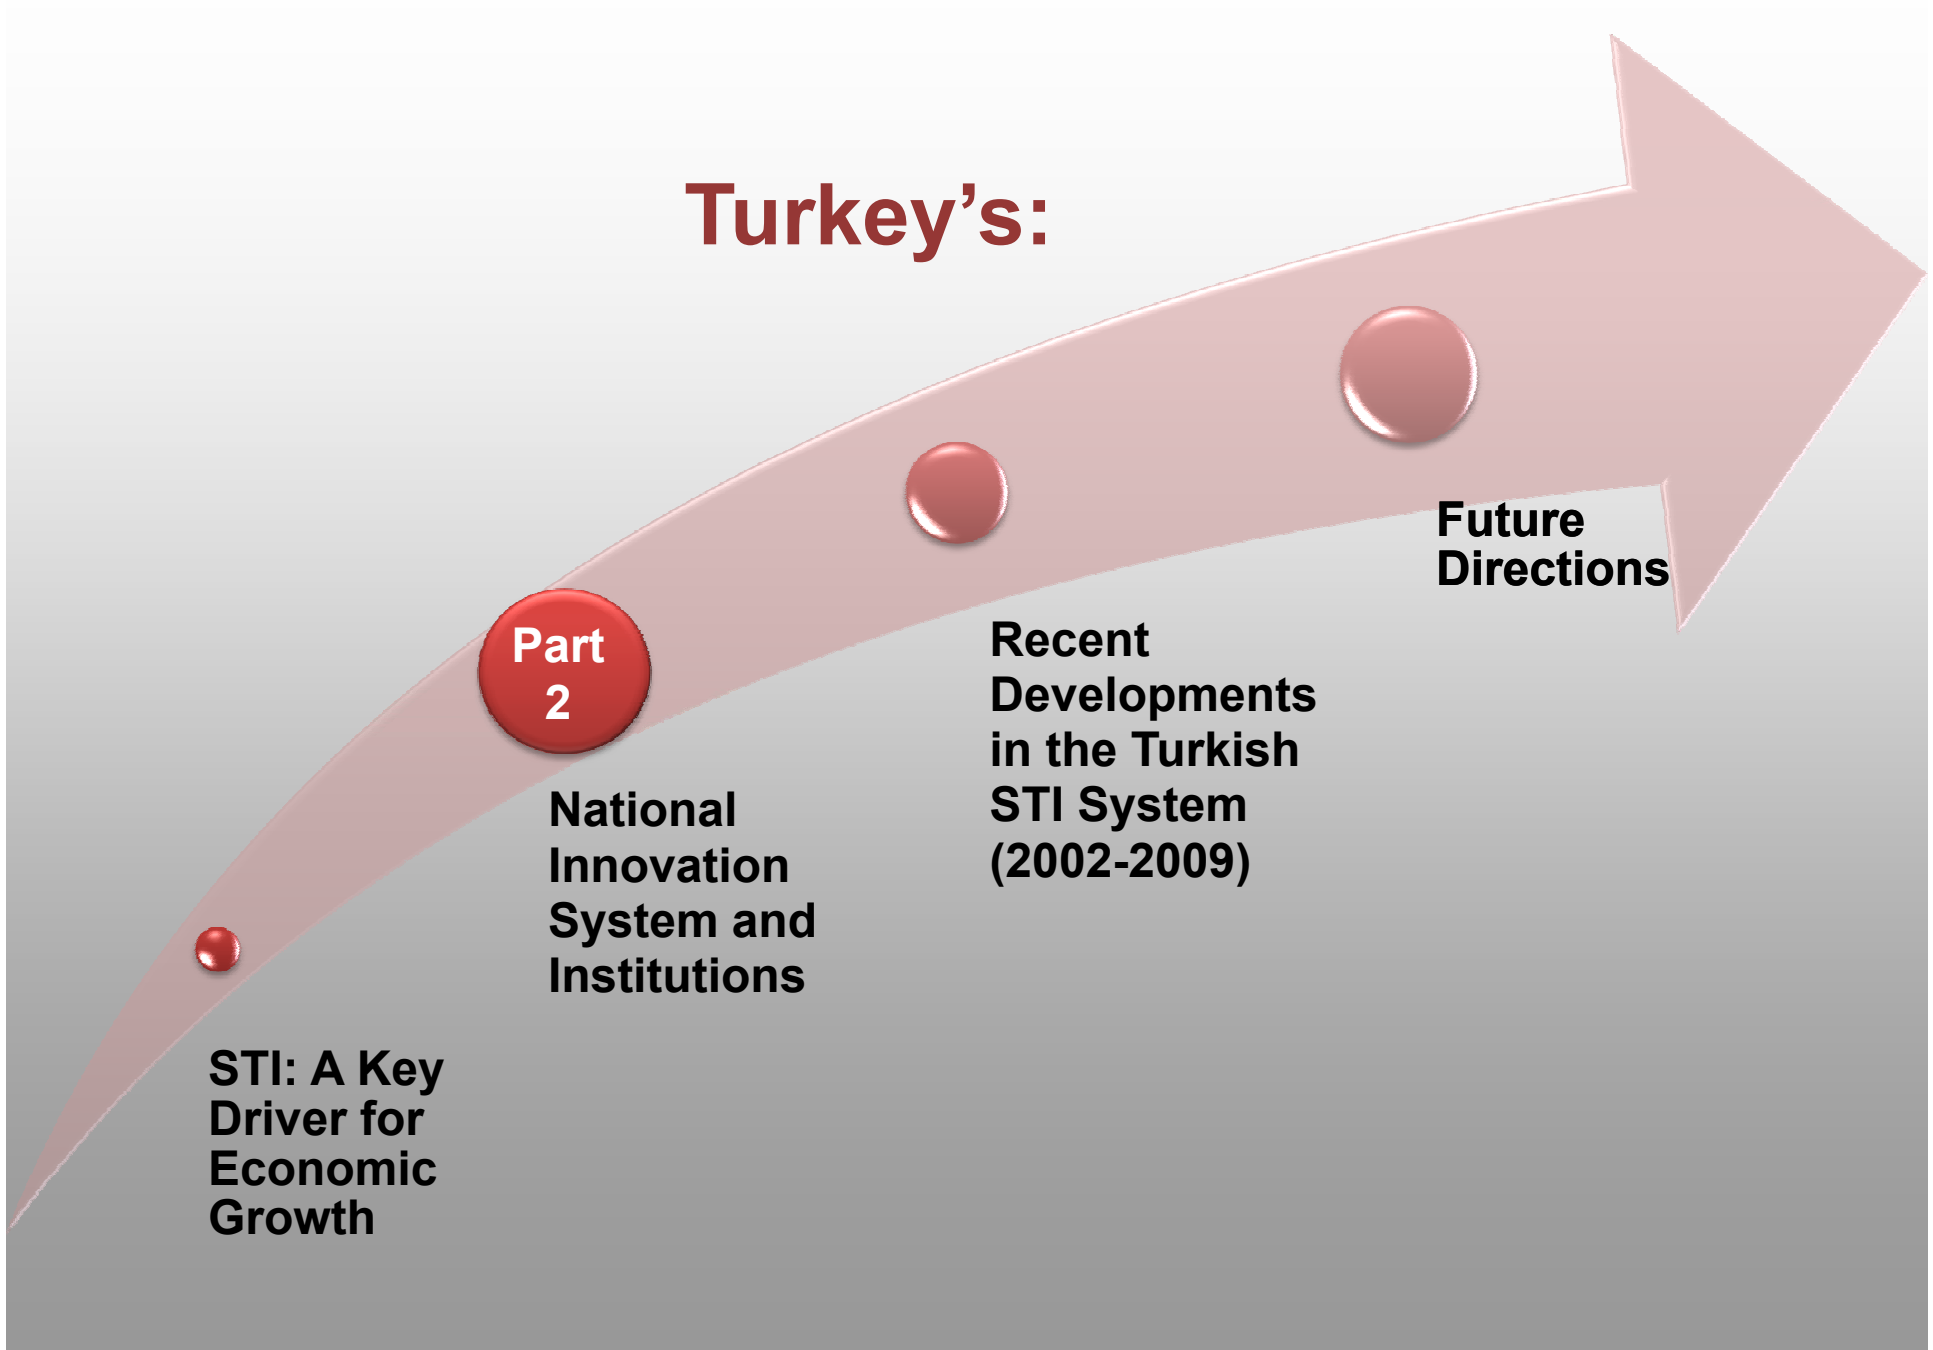 Turkey’s:
Part
2
STI: A Key
Driver for
Economic
Growth
National
Innovation
System and
Institutions
Recent
Developments
in the Turkish
STI System
(2002-2009)
Future
Directions